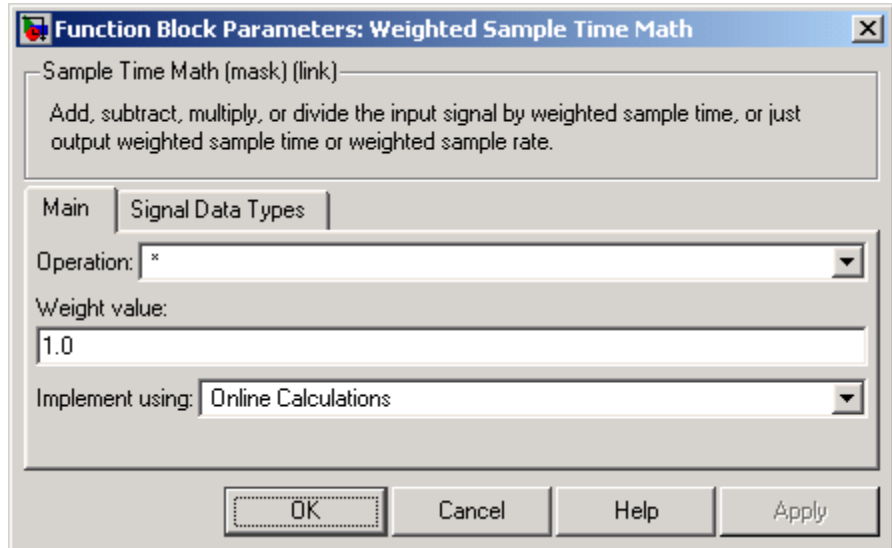 Function Block Parameters: Weighted Sample Time Math
Sample Time Math (mask) (link)
Add, subtract, multiply, or divide the input signal by weighted sample time, or just
output weighted sample time or weighted sample rate.
Main Signal Data Types
Operation: *
Weight value:
1.0
Implement using: Online Calculations
OK Cancel Help Apply